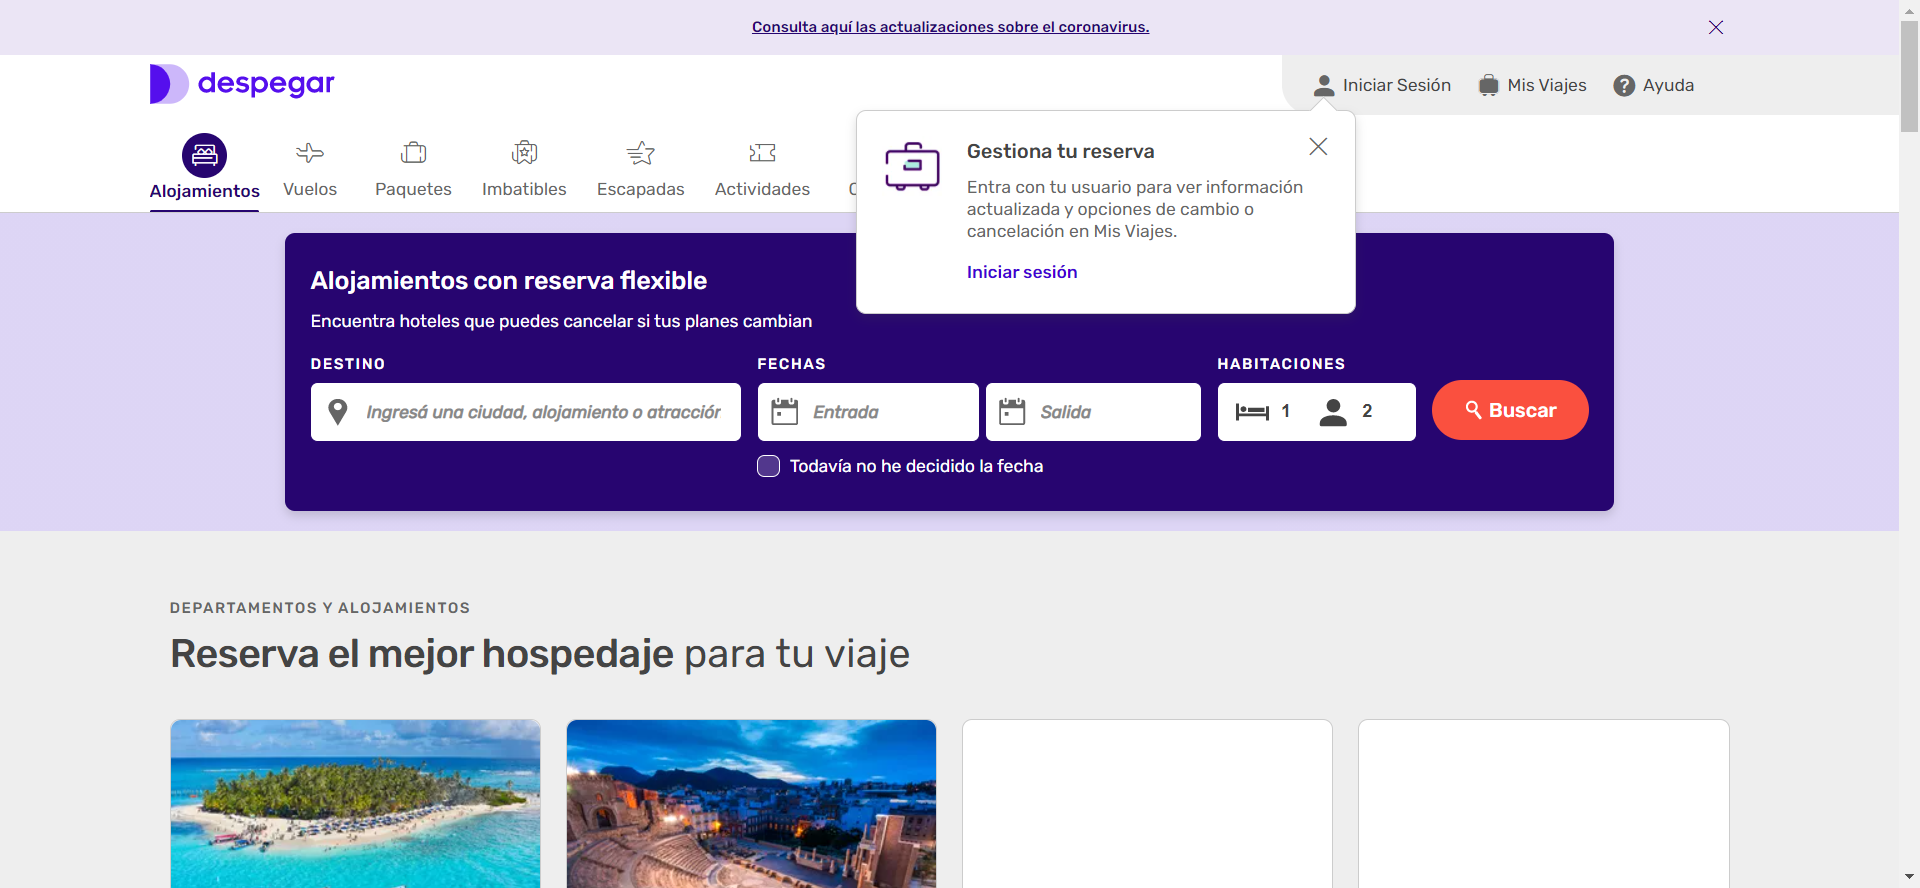 Consulta aquí las actualizaciones sobre el coronavirus.
despegar
Iniciar Sesión
Mis Viajes
Ayuda
Alojamientos
Vuelos
Paquetes
Imbatibles
Escapadas
Actividades
Gestiona tu reserva
Entra con tu usuario para ver información
actualizada y opciones de cambio o
cancelación en Mis Viajes.
Iniciar sesión
Alojamientos con reserva flexible
Encuentra hoteles que puedes cancelar si tus planes cambian
DESTINO
FECHAS
HABITACIONES
Ingresá una ciudad, alojamiento o atracción
Entrada
Salida
1
2
Buscar
Todavía no he decidido la fecha
DEPARTAMENTOS Y ALOJAMIENTOS
Reserva el mejor hospedaje para tu viaje